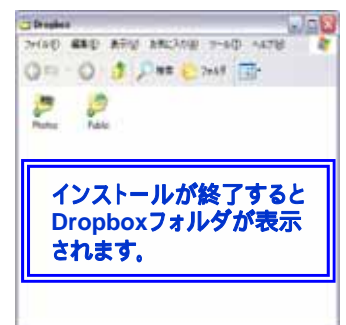 Dropbox
ファイル(F) 編集(E) 表示(V) お気に入り(A) ツール(T) ヘルプ(H)
検索 フォルダ
Photos Public
インストールが終了すると
Dropboxフォルダが表示
されます。